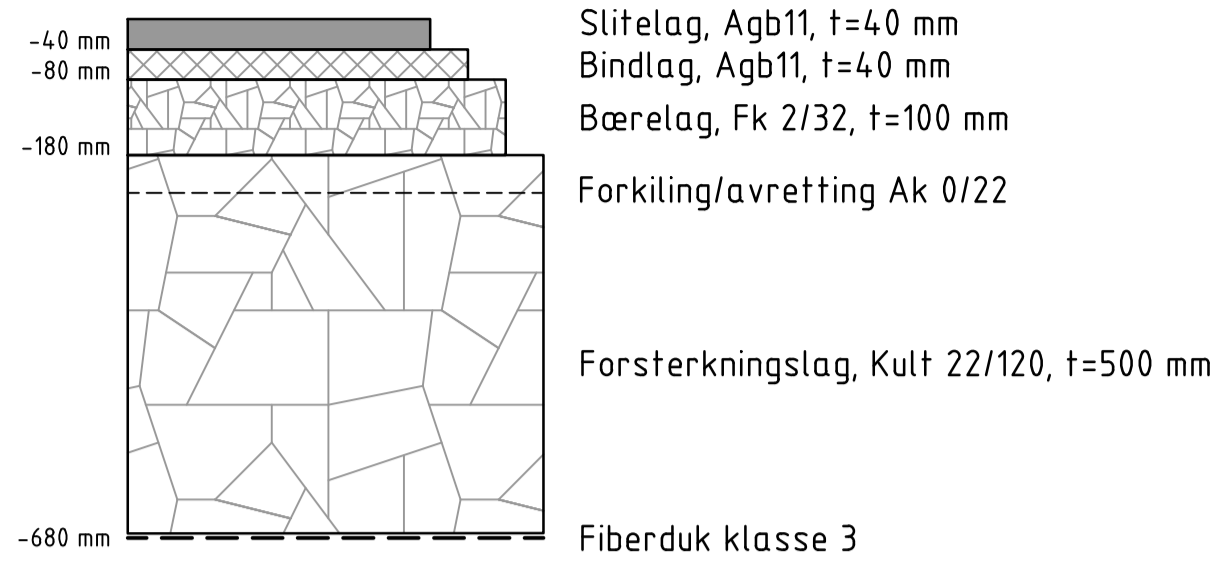 Slitelag, Agb11, t=40 mm
-40 mm
Bindlag, Agb11, t=40 mm
-80 mm
Bærelag, Fk 2/32, t=100 mm
-180 mm
Forkiling/avretting Ak 0/22
Forsterkningslag, Kult 22/120, t=500 mm
-680 mm
Fiberduk klasse 3